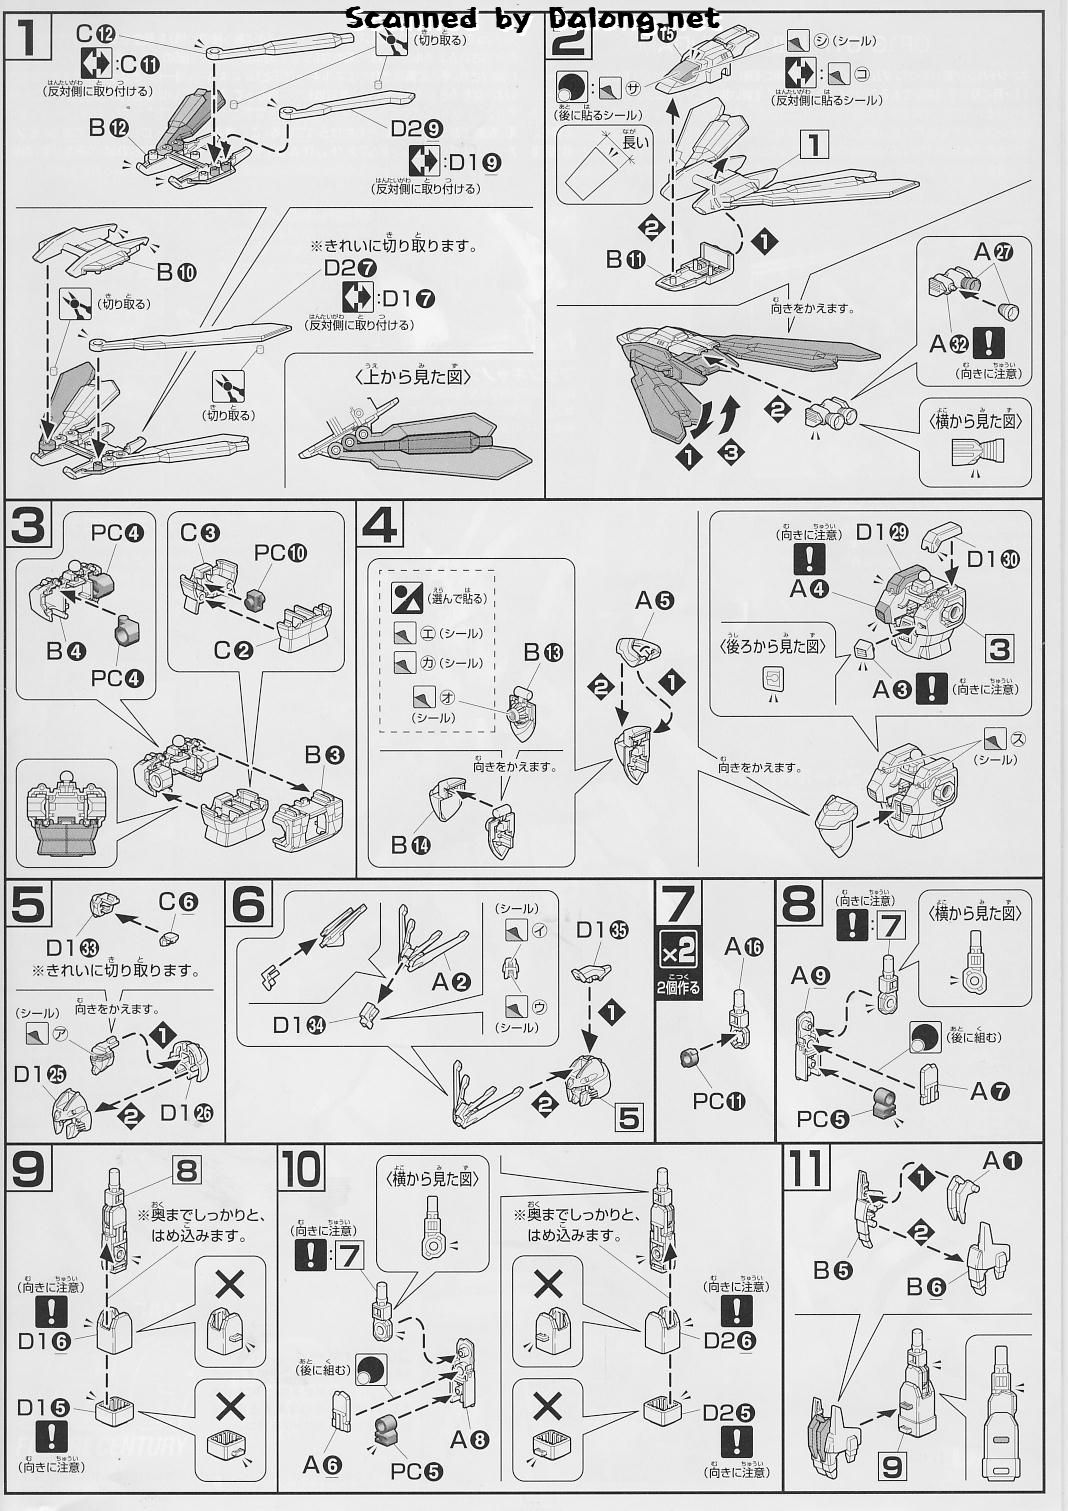 Scanned by Dalong.net
1
C⑫
:C⑪
(反対側に取り付ける)
(切り取る)
B⑫
D2⑨
:D1⑨
(反対側に取り付ける)
B⑩
(切り取る)
※きれいに切り取ります。
D2⑦
:D1⑦
(反対側に取り付ける)
(切り取る)
〈上から見た図〉
2
B⑮
㋛(シール)
:㋚
(後に貼るシール)
:㋙
(反対側に貼るシール)
長い
1
B⑪
2
1
向きをかえます。
A㉗
A㉜
(向きに注意)
2
1
3
〈横から見た図〉
3
PC④
B④
PC④
C③
PC⑩
C②
B③
4
(選んで貼る)
㋓(シール)
㋕(シール)
㋔
(シール)
B⑬
A⑤
2
1
向きをかえます。
B⑭
(向きに注意)
D1㉙
D1㉚
A④
〈後ろから見た図〉
3
A③
(向きに注意)
㋜
(シール)
向きをかえます。
5
C⑥
D1㉝
※きれいに切り取ります。
向きをかえます。
(シール)
㋐
1
D1㉕
2
D1㉖
6
A②
D1㉞
(シール)
㋑
㋒
(シール)
D1㉟
1
2
5
7
×2
2個作る
A⑯
PC⑪
8
(向きに注意)
:7
〈横から見た図〉
A⑨
(後に組む)
A⑦
PC⑤
9
8
※奥までしっかりと、
はめ込みます。
(向きに注意)
D1⑥
D1⑤
(向きに注意)
10
〈横から見た図〉
(向きに注意)
:7
(後に組む)
A⑥
PC⑤
A⑧
※奥までしっかりと、
はめ込みます。
(向きに注意)
D2⑥
D2⑤
(向きに注意)
11
A①
1
2
B⑤
B⑥
9